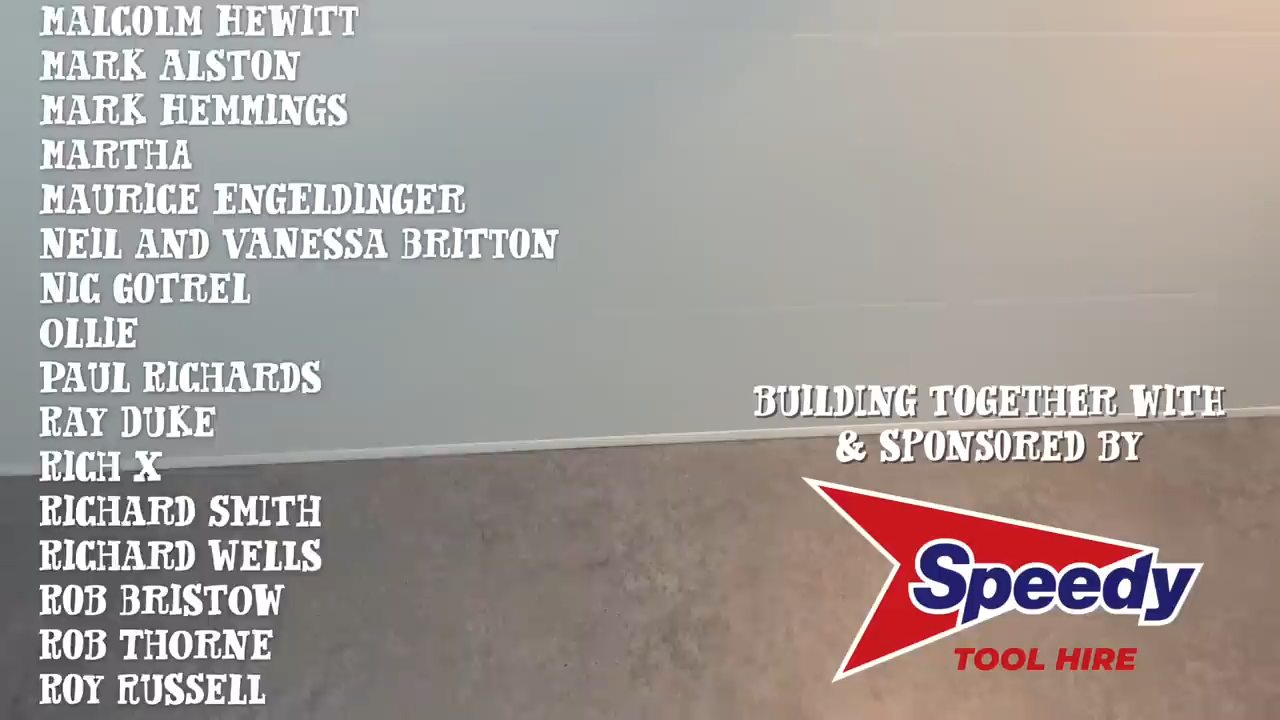 MALCOLM HEWITT
MARK ALSTON
MARK HEMMINGS
MARTHA
MAURICE ENGELDINGER
NEIL AND VANESSA BRITTON
NIC GOTREL
OLLIE
PAUL RICHARDS
RAY DUKE
RICH X
RICHARD SMITH
RICHARD WELLS
ROB BRISTOW
ROB THORNE
ROY RUSSELL
BUILDING TOGETHER WITH
& SPONSORED BY
Speedy
TOOL HIRE